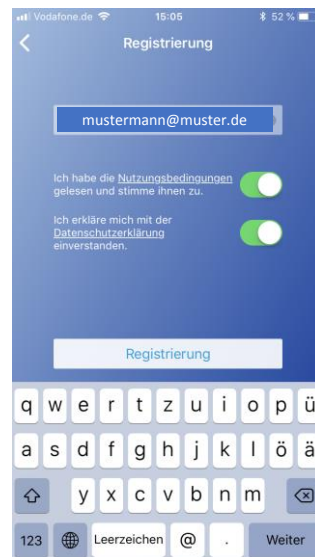 Vodafone.de 15:05 52 %
Registrierung
mustermann@muster.de
Ich habe die Nutzungsbedingungen
gelesen und stimme ihnen zu.
Ich erkläre mich mit der
Datenschutzerklärung
einverstanden.
Registrierung
q w e r t z u i o p ü
a s d f g h j k l ö ä
y x c v b n m
123 Leerzeichen @ . Weiter